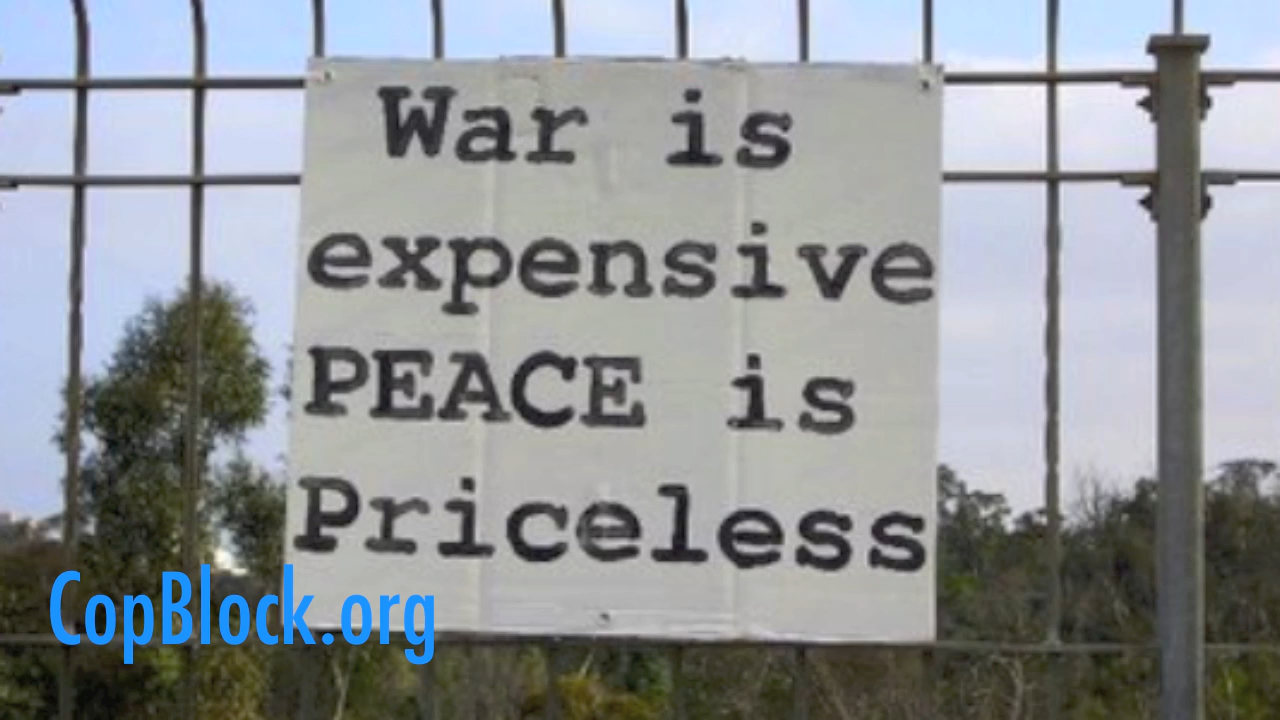 War is
expensive
PEACE is
Priceless
CopBlock.org